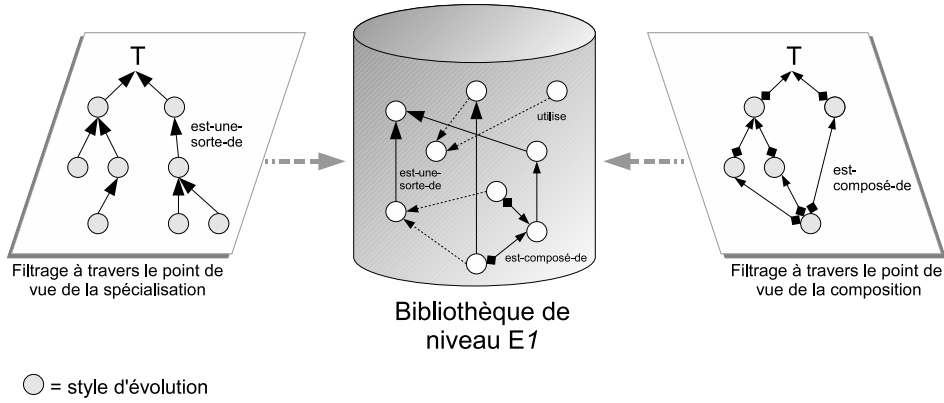 T
est-une-
sorte-de
Filtrage à travers le point de
vue de la spécialisation
utilise
est-une-
sorte-de
est-composé-de
Bibliothèque de
niveau E1
T
est-
composé-de
Filtrage à travers le point de
vue de la composition
= style d'évolution